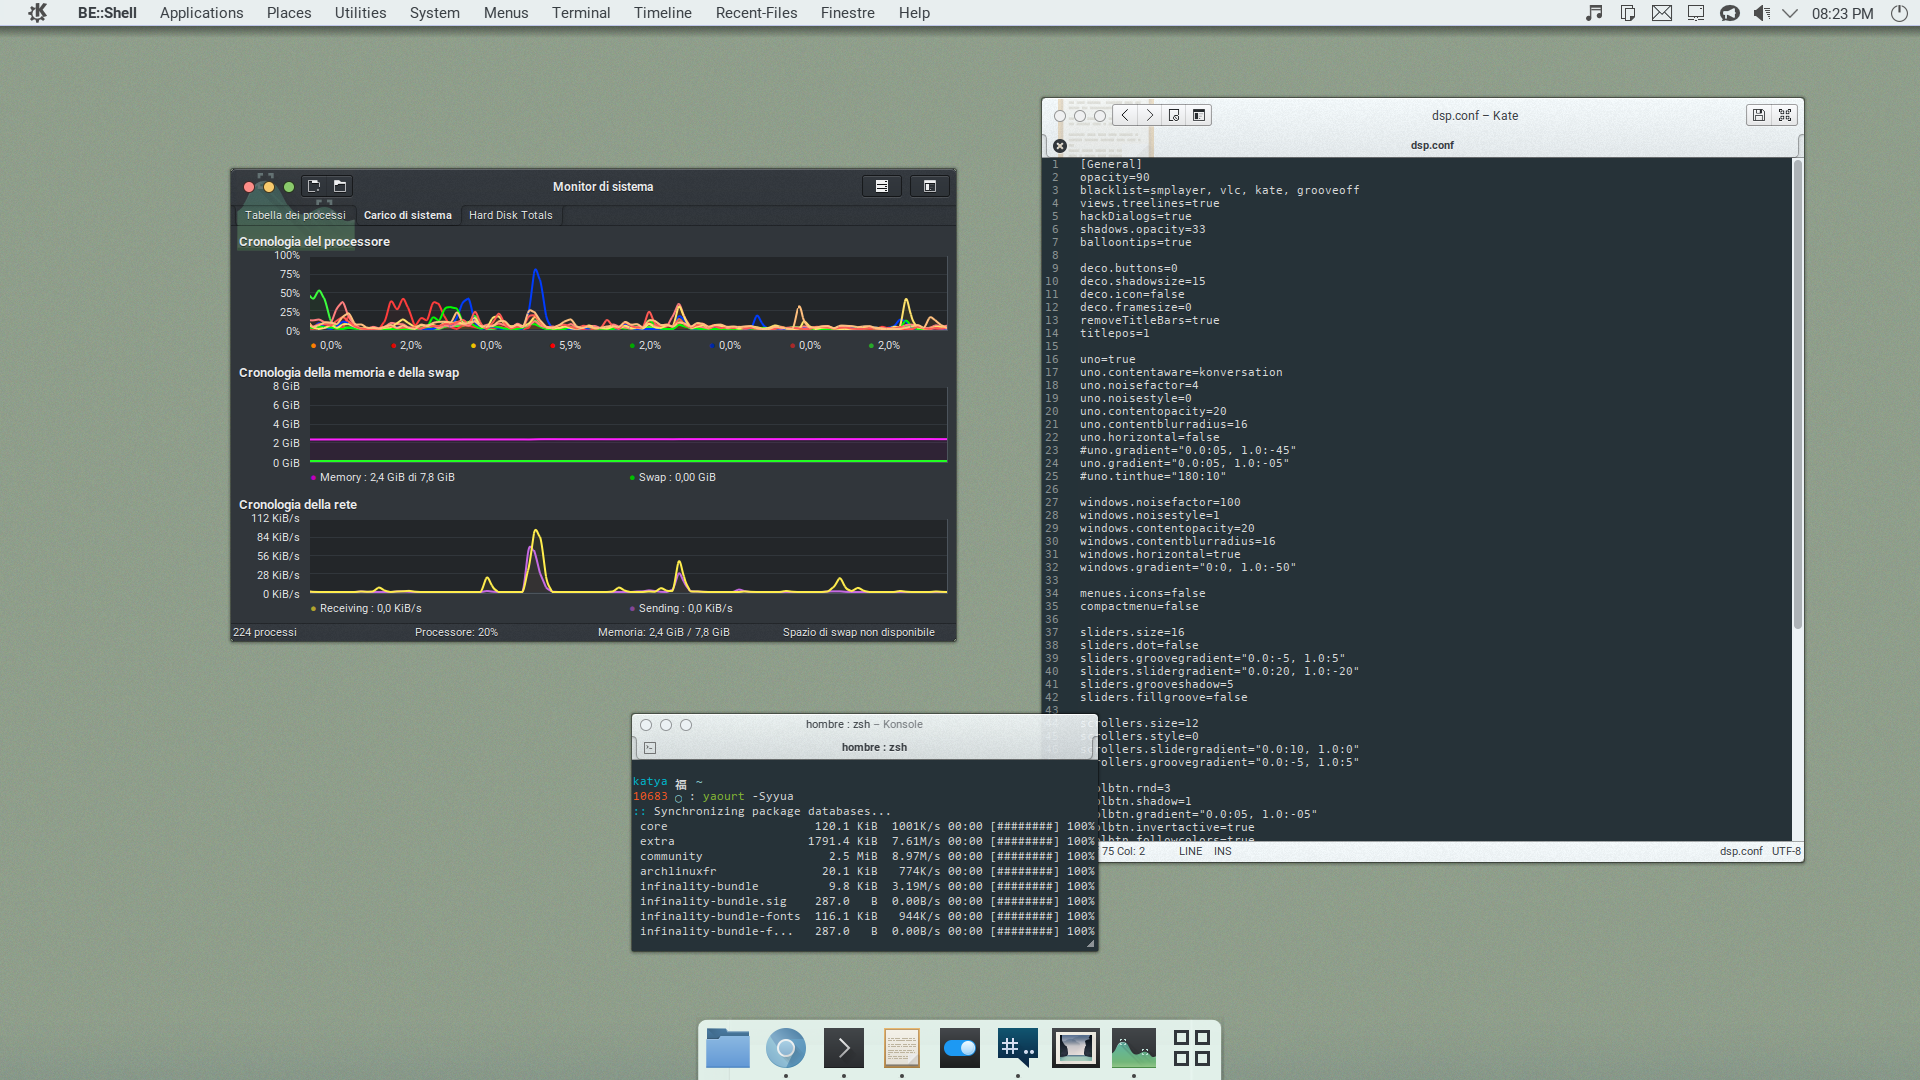 BE::Shell Applications Places Utilities System Menus Terminal Timeline Recent-Files Finestre Help 08:23 PM
Monitor di sistema
Tabella dei processi Carico di sistema Hard Disk Totals
Cronologia del processore
100%
75%
50%
25%
0%
0,0% 2,0% 0,0% 5,9% 2,0% 0,0% 0,0% 2,0%
Cronologia della memoria e della swap
8 GiB
6 GiB
4 GiB
2 GiB
0 GiB
Memory : 2,4 GiB di 7,8 GiB Swap : 0,00 GiB
Cronologia della rete
112 KiB/s
84 KiB/s
56 KiB/s
28 KiB/s
0 KiB/s
Receiving : 0,0 KiB/s Sending : 0,0 KiB/s
224 processi Processore: 20% Memoria: 2,4 GiB / 7,8 GiB Spazio di swap non disponibile
dsp.conf – Kate
dsp.conf
1 [General]
2 opacity=90
3 blacklist=smplayer, vlc, kate, grooveoff
4 views.treelines=true
5 hackDialogs=true
6 shadows.opacity=33
7 balloontips=true
8
9 deco.buttons=0
10 deco.shadowsize=15
11 deco.icon=false
12 deco.framesize=0
13 removeTitleBars=true
14 titlepos=1
15
16 uno=true
17 uno.contentaware=konversation
18 uno.noisefactor=4
19 uno.noisestyle=0
20 uno.contentopacity=20
21 uno.contentblurradius=16
22 uno.horizontal=false
23 #uno.gradient="0.0:05, 1.0:-45"
24 uno.gradient="0.0:05, 1.0:-05"
25 #uno.tinthue="180:10"
26
27 windows.noisefactor=100
28 windows.noisestyle=1
29 windows.contentopacity=20
30 windows.contentblurradius=16
31 windows.horizontal=true
32 windows.gradient="0:0, 1.0:-50"
33
34 menues.icons=false
35 compactmenu=false
36
37 sliders.size=16
38 sliders.dot=false
39 sliders.groovegradient="0.0:-5, 1.0:5"
40 sliders.slidergradient="0.0:20, 1.0:-20"
41 sliders.grooveshadow=5
42 sliders.fillgroove=false
43
rollers.size=12
rollers.style=0
rollers.slidergradient="0.0:10, 1.0:0"
rollers.groovegradient="0.0:-5, 1.0:5"
olbtn.rnd=3
olbtn.shadow=1
olbtn.gradient="0.0:05, 1.0:-05"
olbtn.invertactive=true
olbtn.followcolors=true
75 Col: 2 LINE INS dsp.conf UTF-8
hombre : zsh – Konsole
hombre : zsh
katya 福 ~
10683 ○ : yaourt -Syyua
:: Synchronizing package databases...
core 120.1 KiB 1001K/s 00:00 [########] 100%
extra 1791.4 KiB 7.61M/s 00:00 [########] 100%
community 2.5 MiB 8.97M/s 00:00 [########] 100%
archlinuxfr 20.1 KiB 774K/s 00:00 [########] 100%
infinality-bundle 9.8 KiB 3.19M/s 00:00 [########] 100%
infinality-bundle.sig 287.0 B 0.00B/s 00:00 [########] 100%
infinality-bundle-fonts 116.1 KiB 944K/s 00:00 [########] 100%
infinality-bundle-f... 287.0 B 0.00B/s 00:00 [########] 100%